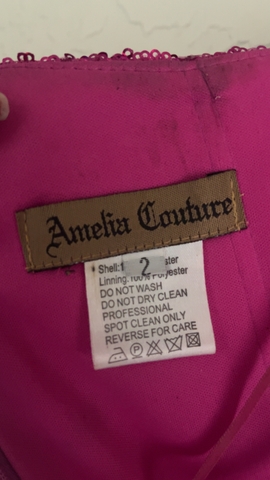 Amelia Couture
Shell:1 2 ster
Linning: 100% Polyester
DO NOT WASH
DO NOT DRY CLEAN
PROFESSIONAL
SPOT CLEAN ONLY
REVERSE FOR CARE